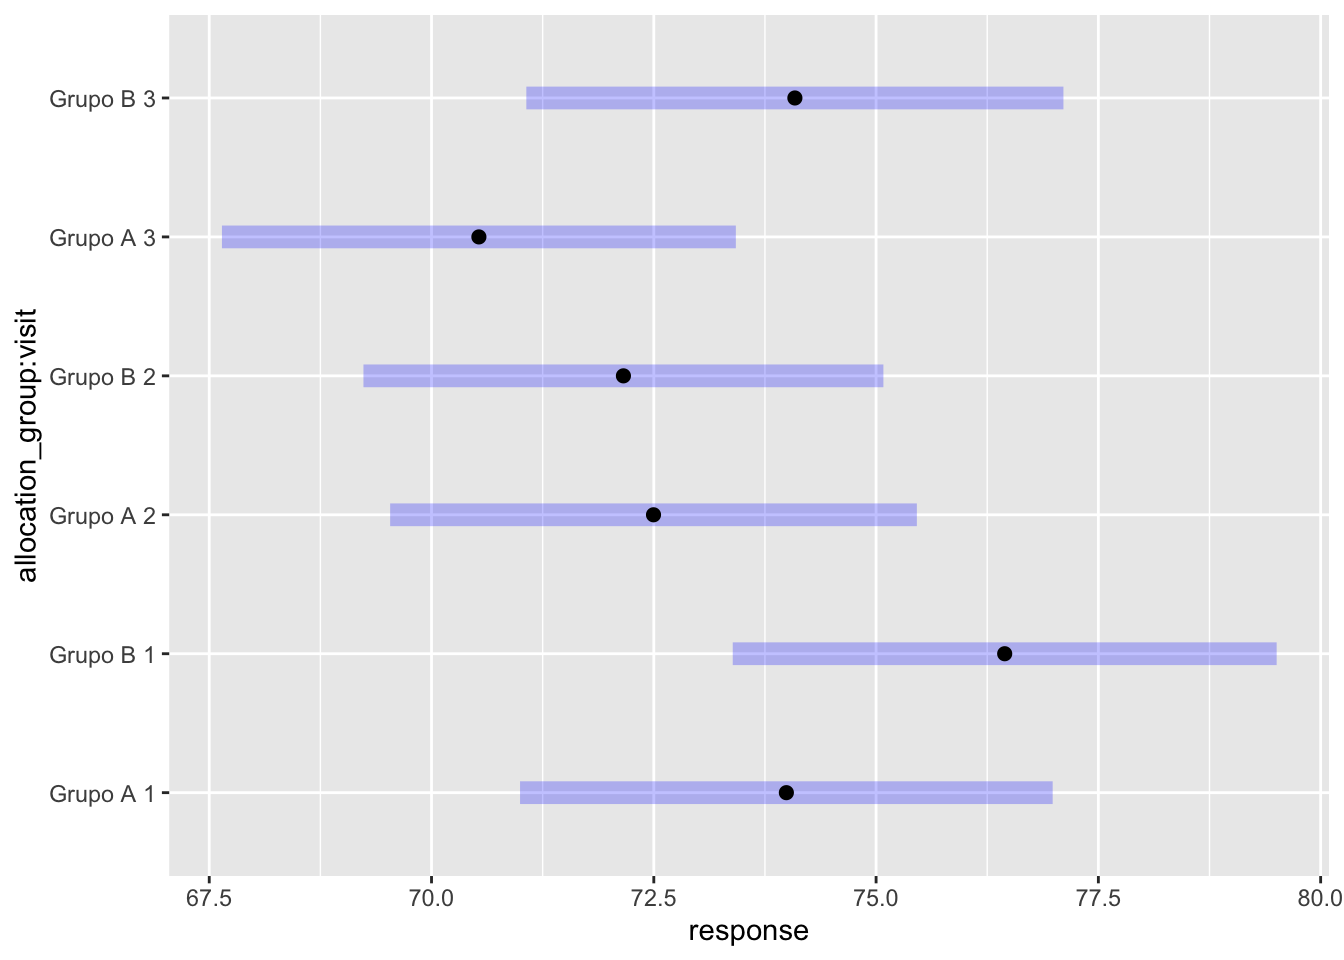 Grupo B 3
Grupo A 3
Grupo B 2
Grupo A 2
Grupo B 1
Grupo A 1
allocation_group:visit
67.5 70.0 72.5 75.0 77.5 80.0
response